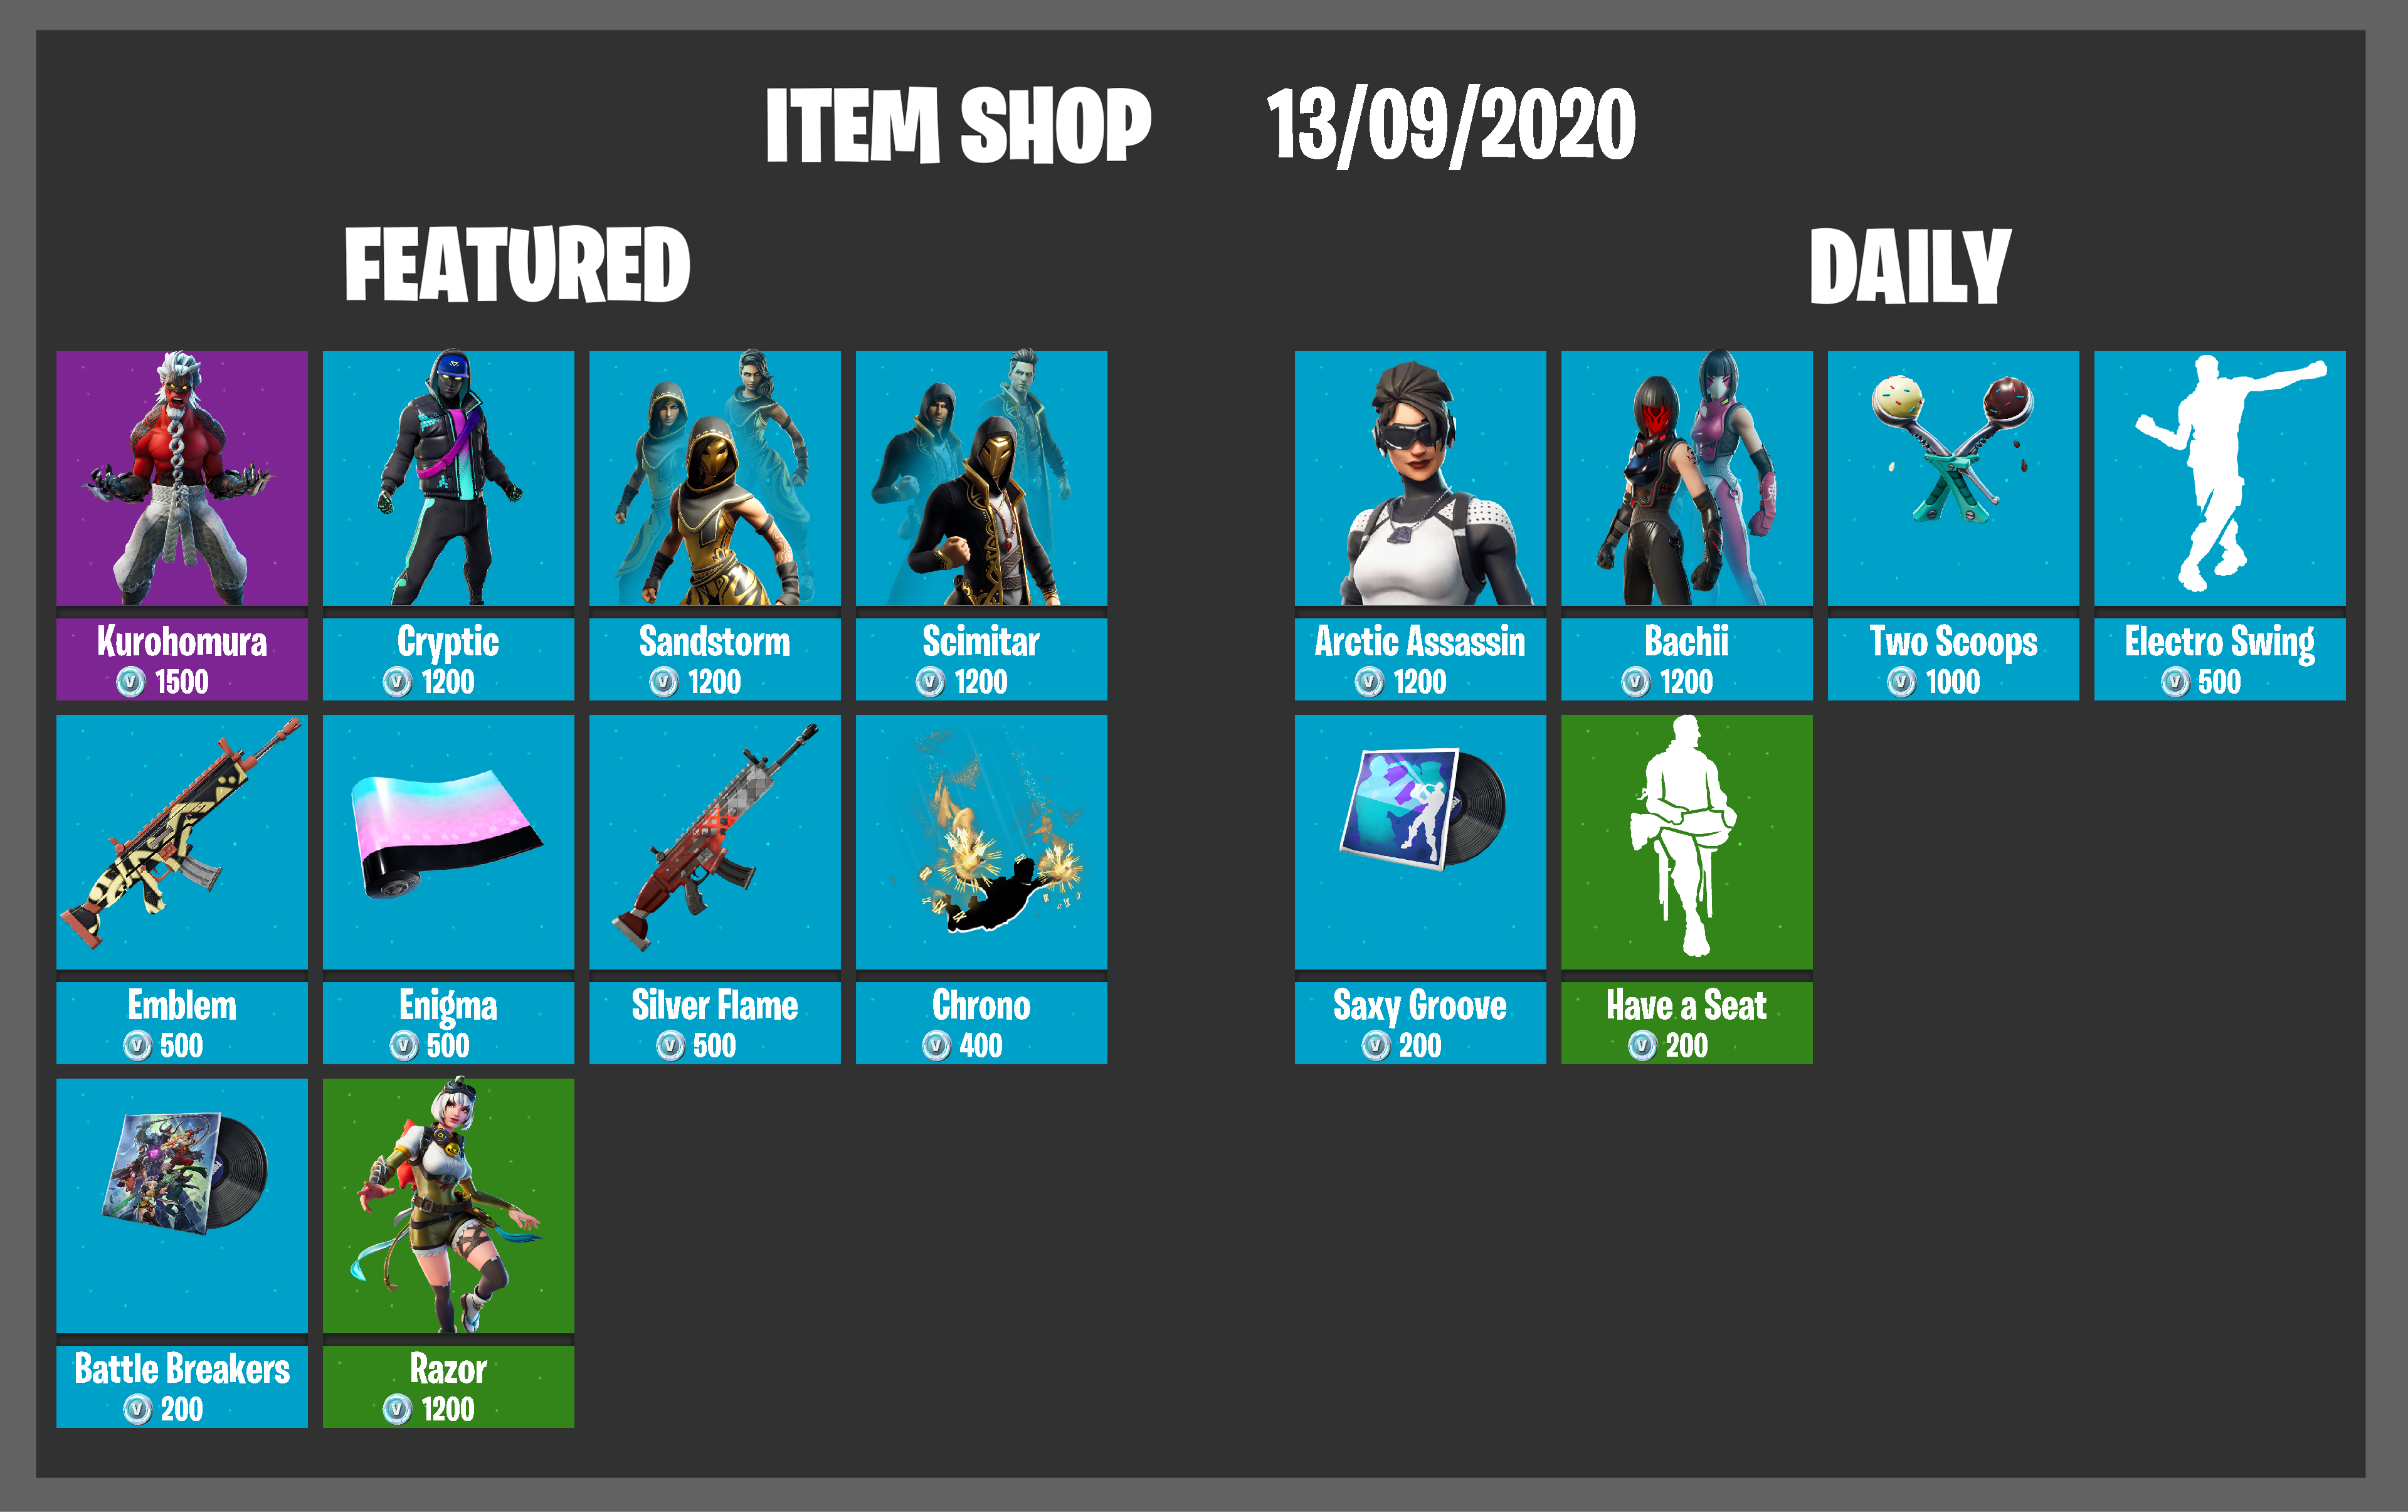 ITEM SHOP 13/09/2020
FEATURED
Kurohomura
1500
Cryptic
1200
Sandstorm
1200
Scimitar
1200
Emblem
500
Enigma
500
Silver Flame
500
Chrono
400
Battle Breakers
200
Razor
1200
DAILY
Arctic Assassin
1200
Bachii
1200
Two Scoops
1000
Electro Swing
500
Saxy Groove
200
Have a Seat
200